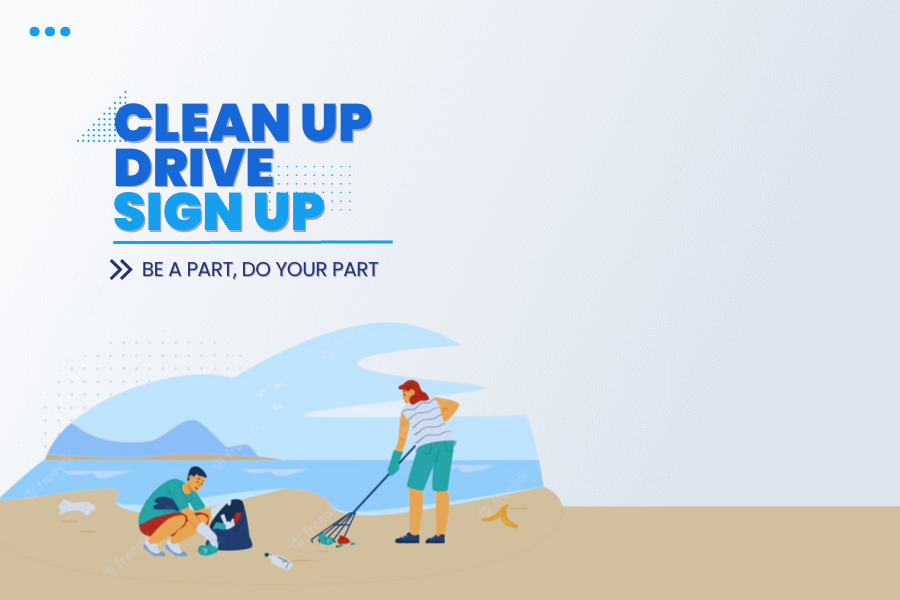 CLEAN UP
DRIVE
SIGN UP
BE A PART, DO YOUR PART